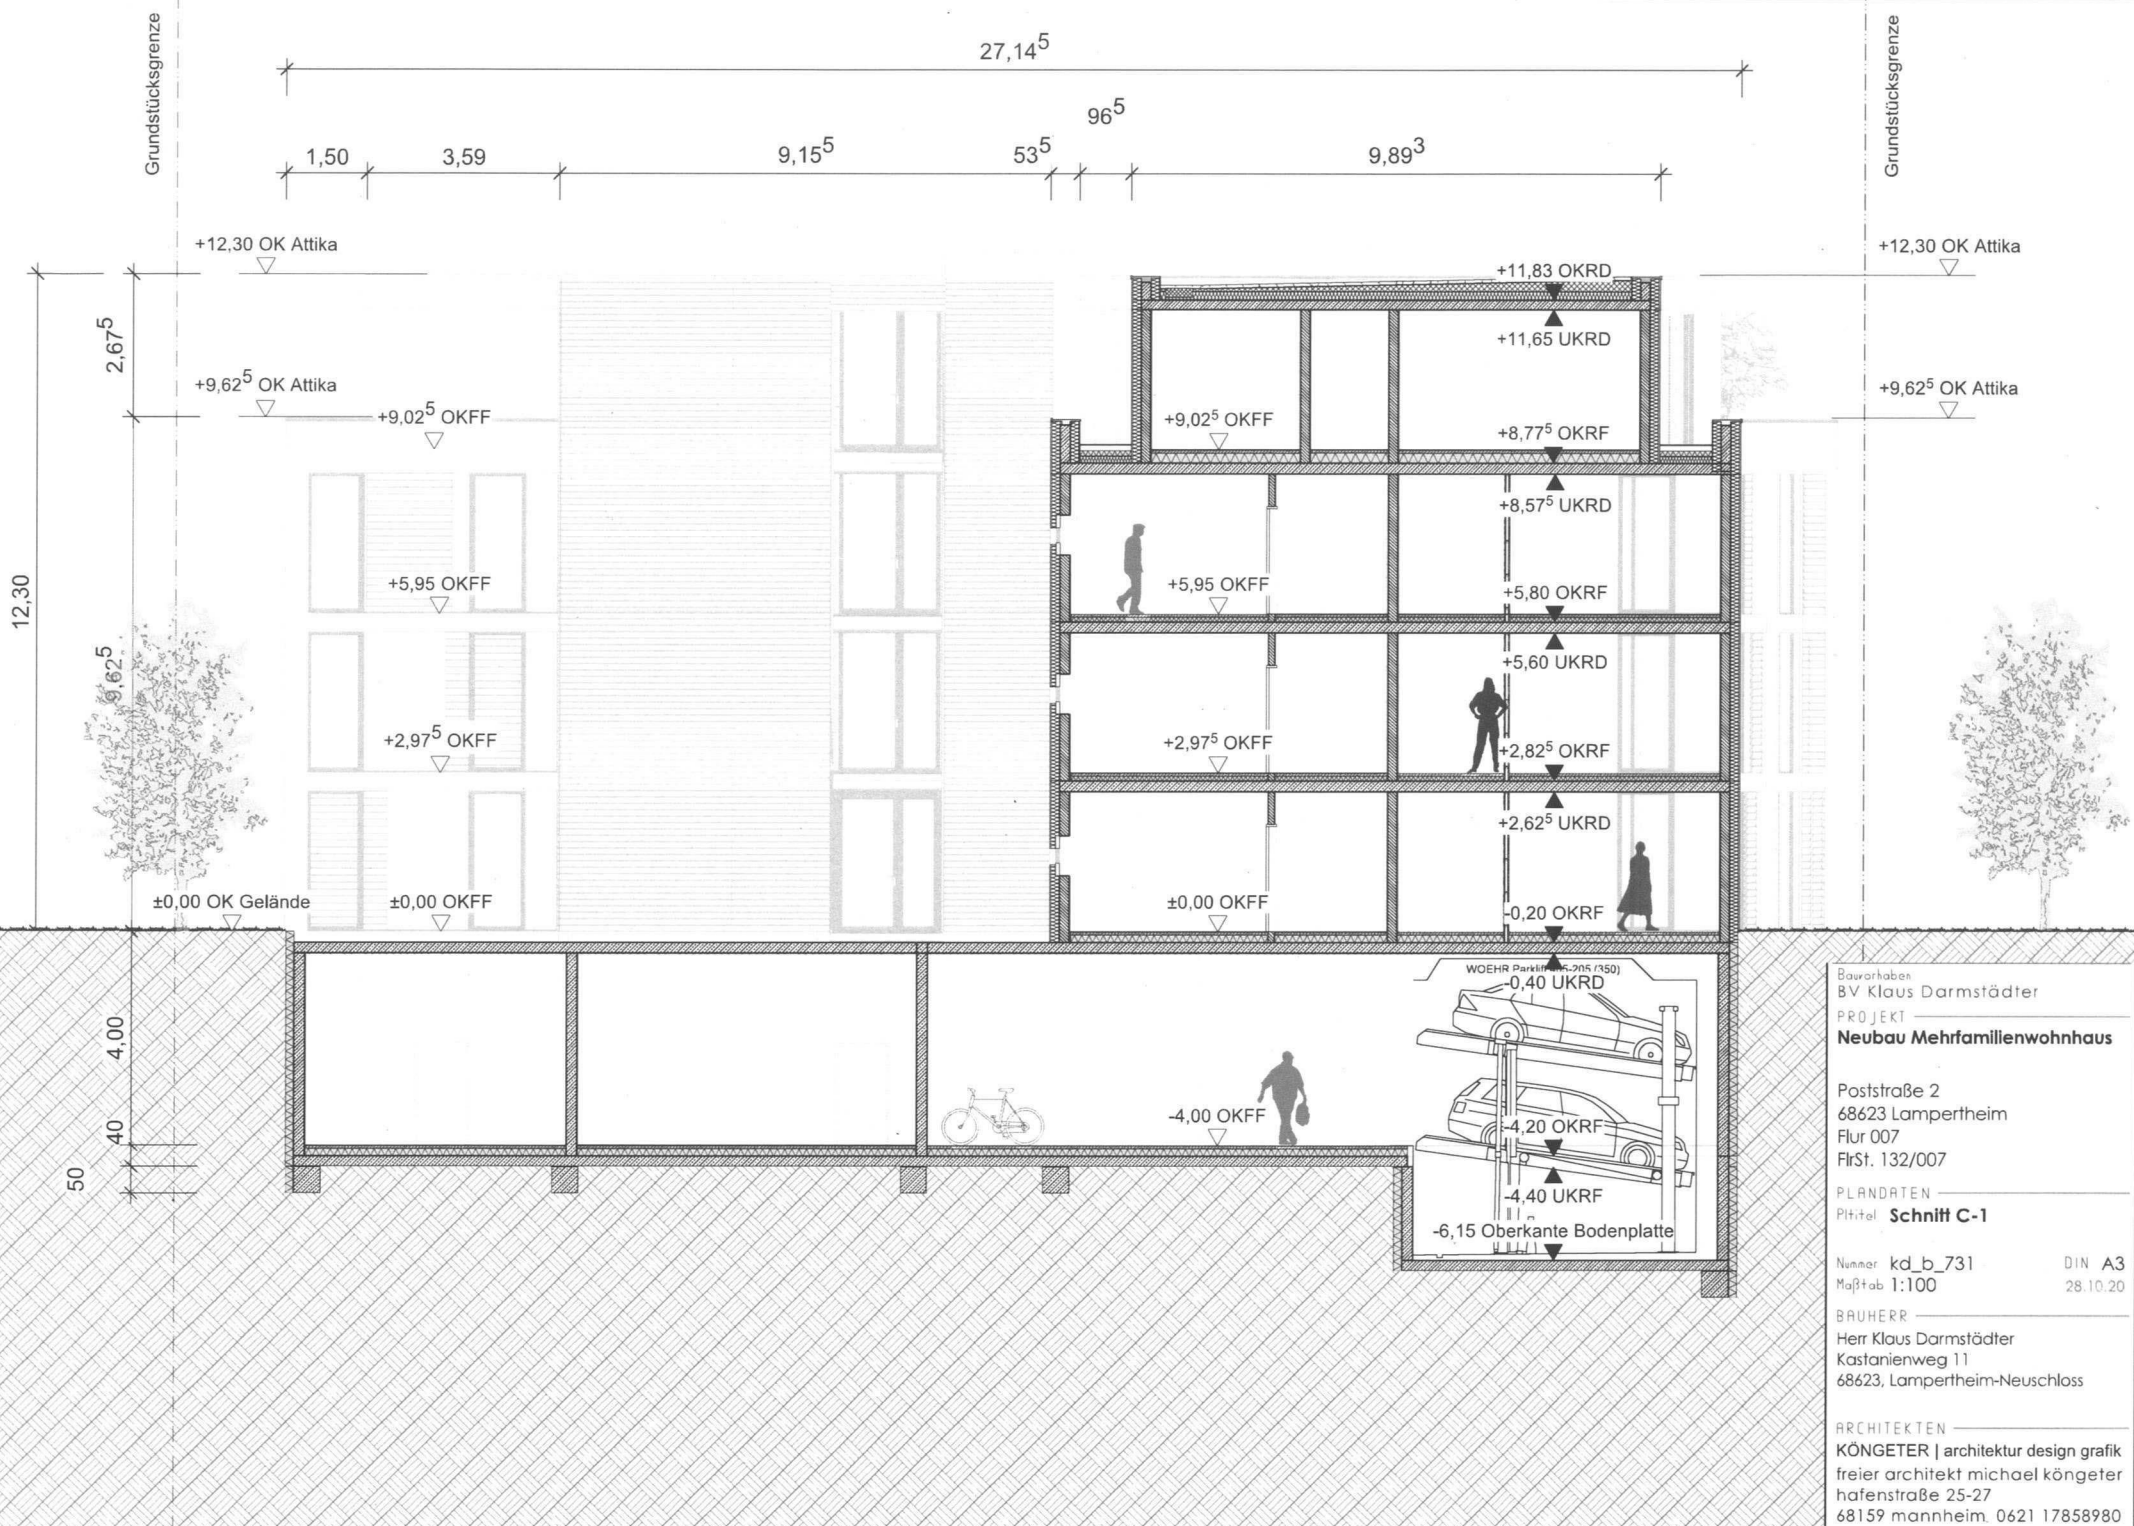 Grundstücksgrenze
Grundstücksgrenze
27,14⁵
96⁵
1,50 3,59 9,15⁵ 53⁵ 9,89³
+12,30 OK Attika
+12,30 OK Attika
+11,83 OKRD
+11,65 UKRD
2,67⁵
+9,62⁵ OK Attika
+9,62⁵ OK Attika
+9,02⁵ OKFF
+9,02⁵ OKFF
+8,77⁵ OKRF
+8,57⁵ UKRD
12,30
+5,95 OKFF
+5,95 OKFF
+5,80 OKRF
9,62⁵
+5,60 UKRD
+2,97⁵ OKFF
+2,97⁵ OKFF
+2,82⁵ OKRF
+2,62⁵ UKRD
±0,00 OK Gelände
±0,00 OKFF
±0,00 OKFF
-0,20 OKRF
WOEHR Parklift 5-205 (350)
-0,40 UKRD
4,00
-4,00 OKFF
-4,20 OKRF
40
50
-4,40 UKRF
-6,15 Oberkante Bodenplatte
Bauvorhaben
BV Klaus Darmstädter
PROJEKT
Neubau Mehrfamilienwohnhaus
Poststraße 2
68623 Lampertheim
Flur 007
FlrSt. 132/007
PLANDATEN
Pltitel Schnitt C-1
Nummer kd_b_731 DIN A3
Maßtab 1:100 28.10.20
BAUHERR
Herr Klaus Darmstädter
Kastanienweg 11
68623, Lampertheim-Neuschloss
ARCHITEKTEN
KÖNGETER | architektur design grafik
freier architekt michael köngeter
hafenstraße 25-27
68159 mannheim. 0621 17858980